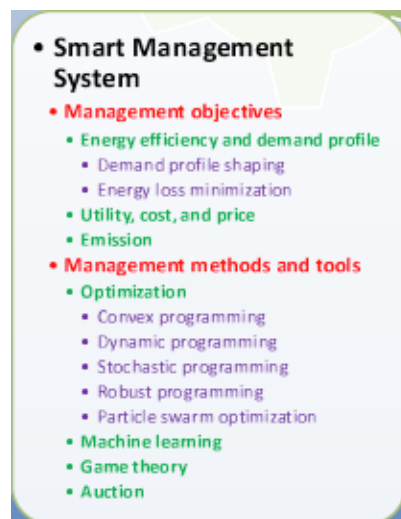 • Smart Management
System
• Management objectives
• Energy efficiency and demand profile
• Demand profile shaping
• Energy loss minimization
• Utility, cost, and price
• Emission
• Management methods and tools
• Optimization
• Convex programming
• Dynamic programming
• Stochastic programming
• Robust programming
• Particle swarm optimization
• Machine learning
• Game theory
• Auction